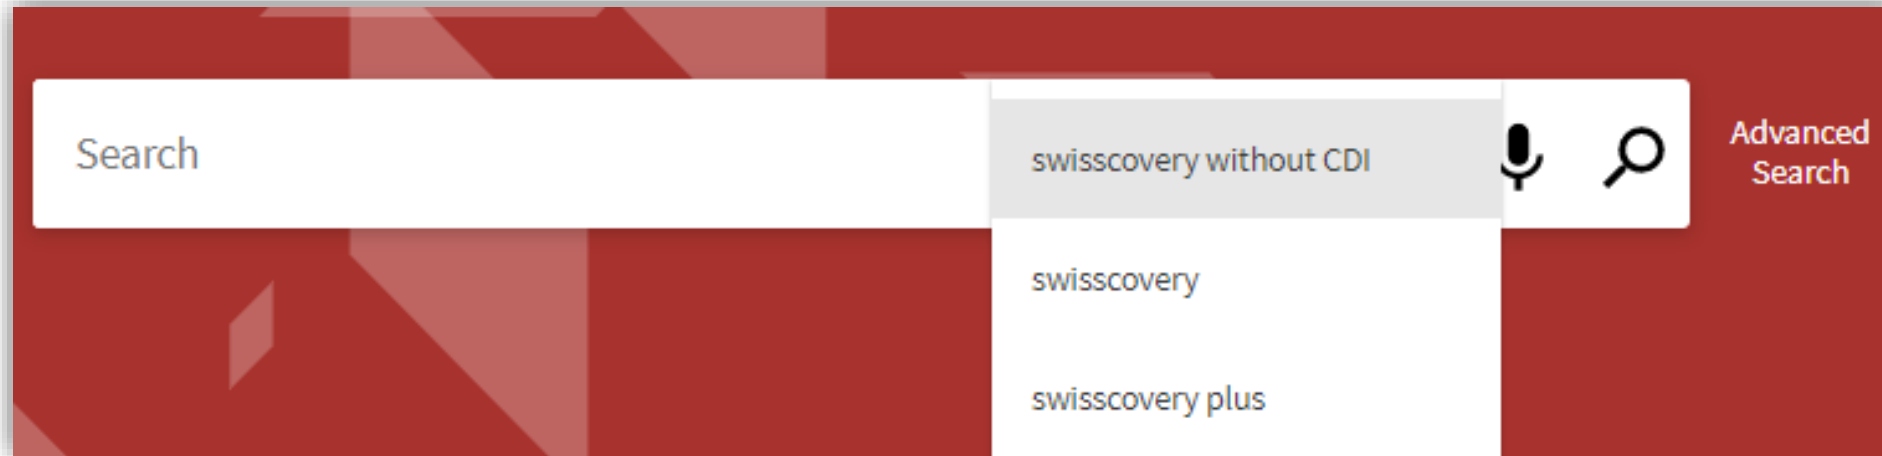 Search
swisscovery without CDI
swisscovery
swisscovery plus
Advanced
Search